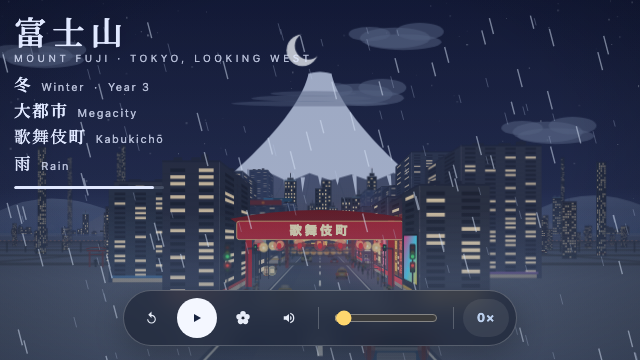 富士山
MOUNT FUJI · TOKYO, LOOKING WEST
冬 Winter · Year 3
大都市 Megacity
歌舞伎町 Kabukichō
雨 Rain
歌舞伎町
0×